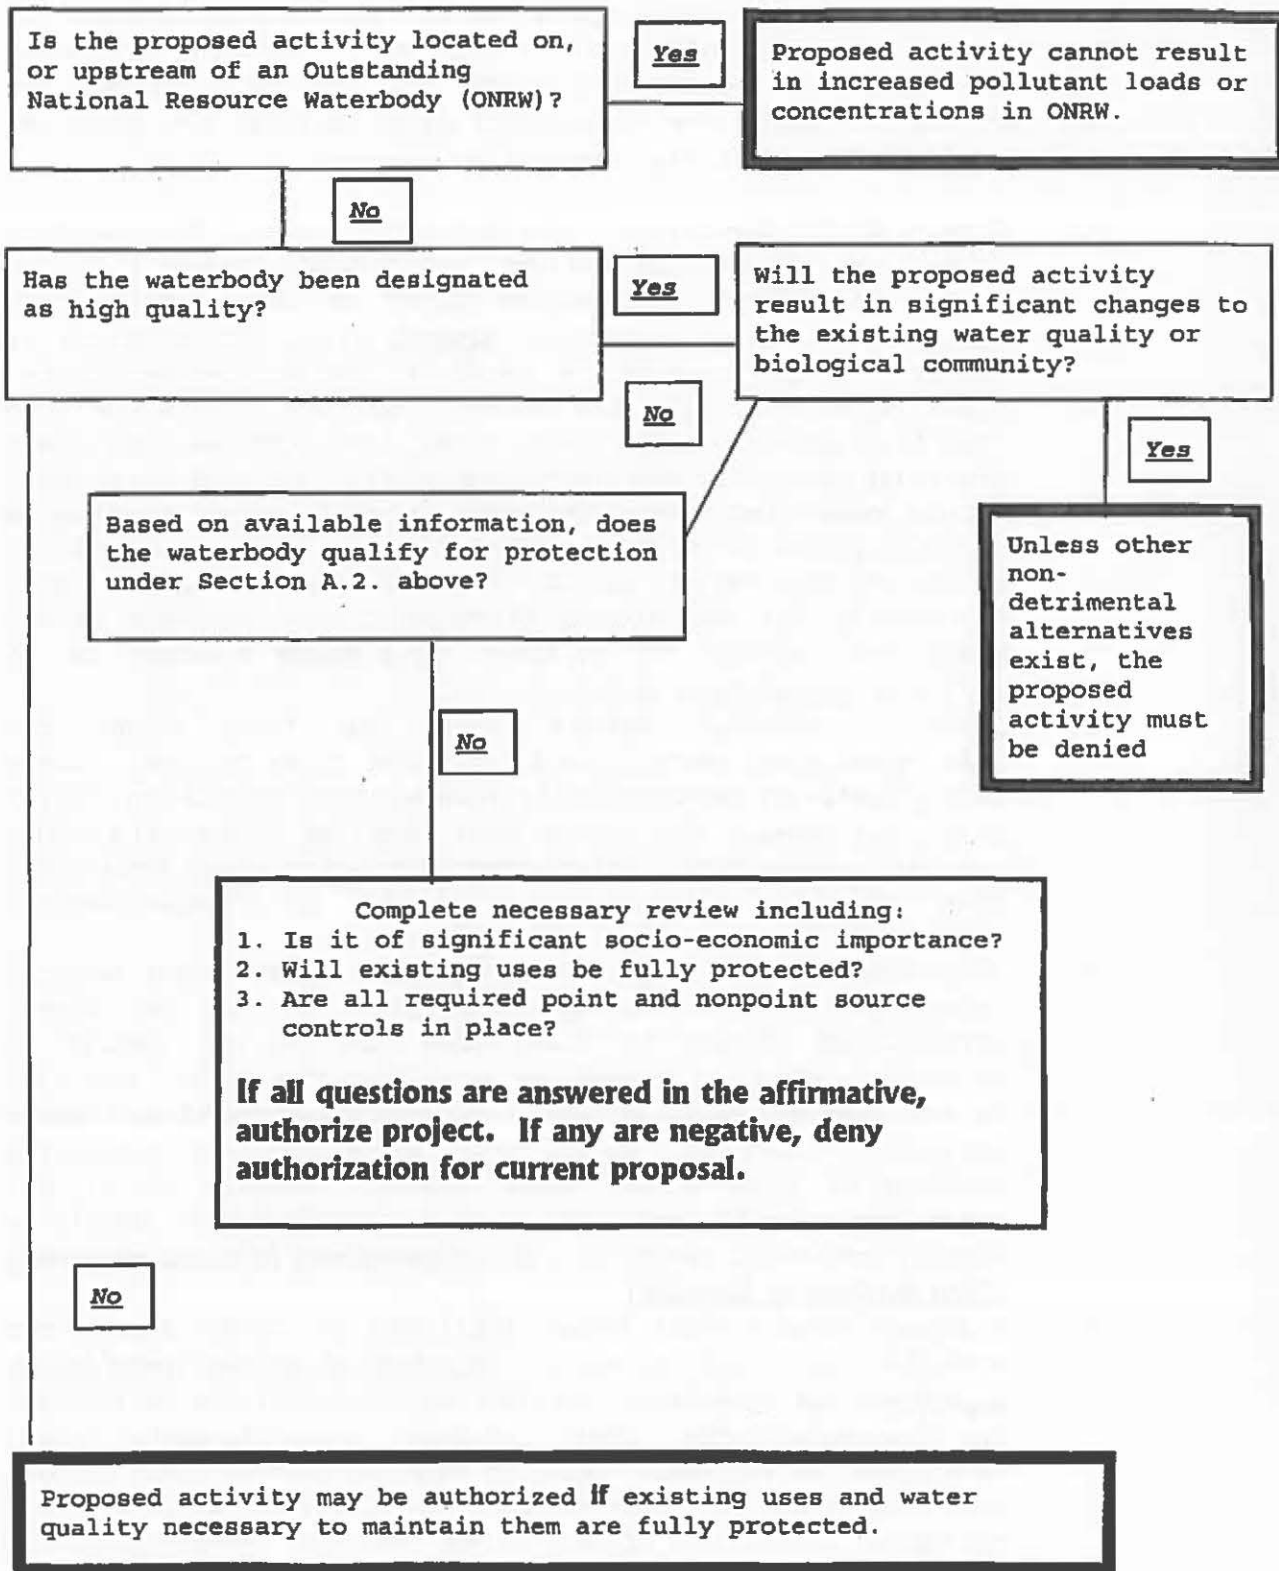 Is the proposed activity located on,
or upstream of an Outstanding
National Resource Waterbody (ONRW)?
Yes
Proposed activity cannot result
in increased pollutant loads or
concentrations in ONRW.
No
Has the waterbody been designated
as high quality?
Yes
Will the proposed activity
result in significant changes to
the existing water quality or
biological community?
No
Yes
Based on available information, does
the waterbody qualify for protection
under Section A.2. above?
Unless other
non-
detrimental
alternatives
exist, the
proposed
activity must
be denied
No
Complete necessary review including:
1. Is it of significant socio-economic importance?
2. Will existing uses be fully protected?
3. Are all required point and nonpoint source
controls in place?
If all questions are answered in the affirmative,
authorize project. If any are negative, deny
authorization for current proposal.
No
Proposed activity may be authorized if existing uses and water
quality necessary to maintain them are fully protected.